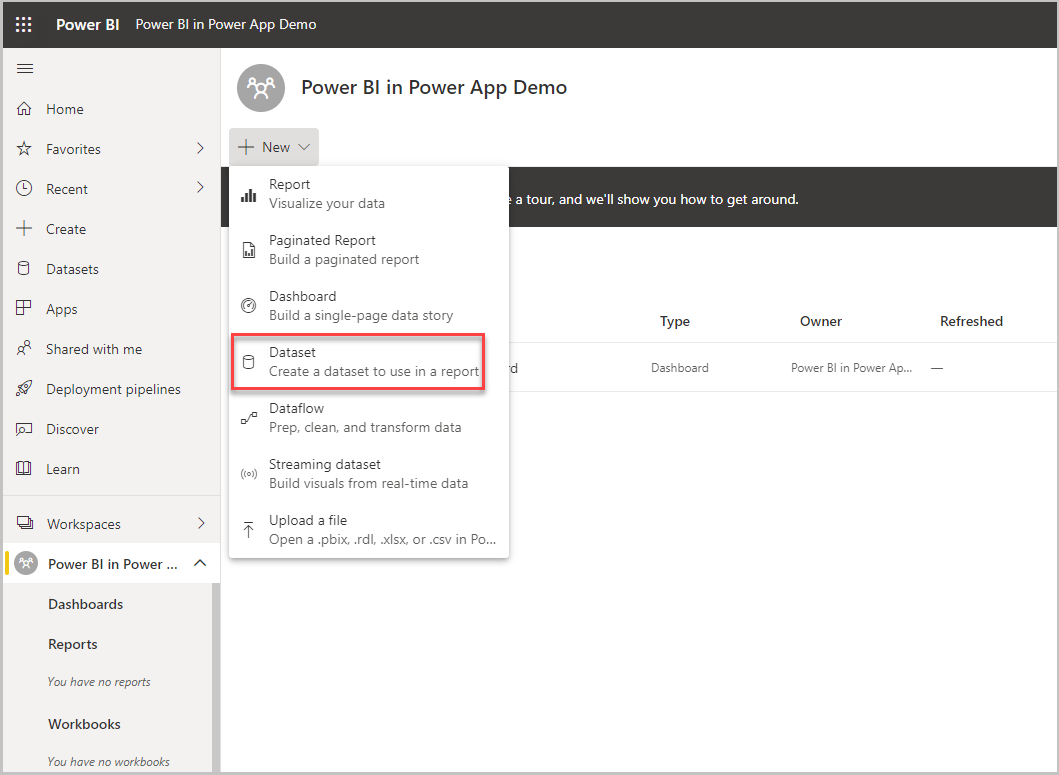 Power BI Power BI in Power App Demo
Home
Favorites
Recent
Create
Datasets
Apps
Shared with me
Deployment pipelines
Discover
Learn
Workspaces
Power BI in Power ...
Dashboards
Reports
You have no reports
Workbooks
You have no workbooks
Power BI in Power App Demo
New
Report
Visualize your data
Paginated Report
Build a paginated report
Dashboard
Build a single-page data story
Dataset
Create a dataset to use in a report
Dataflow
Prep, clean, and transform data
Streaming dataset
Build visuals from real-time data
Upload a file
Open a .pbix, .rdl, .xlsx, or .csv in Po...
e a tour, and we'll show you how to get around.
Type Owner Refreshed
rd Dashboard Power BI in Power Ap... —